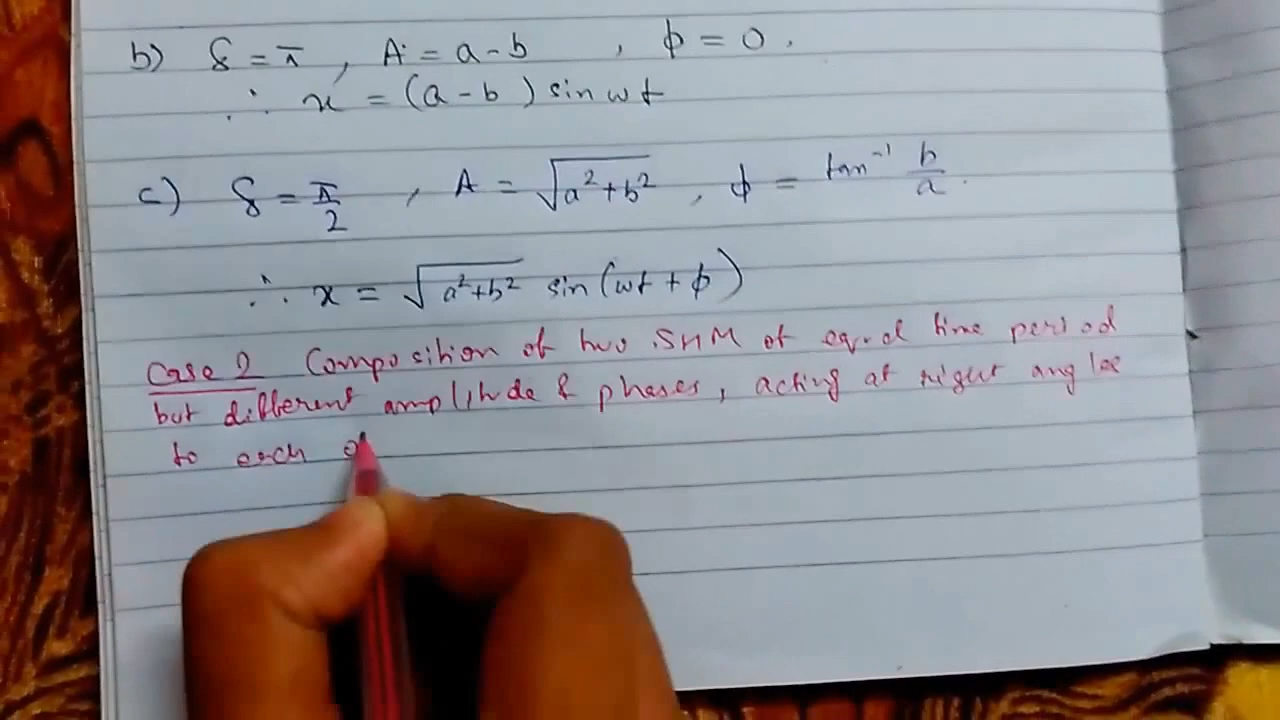 b) δ = π , A = a - b , φ = 0 .
∴ x = (a - b) sin ωt
c) δ = π/2 , A = √(a² + b²) , φ = tan⁻¹ b/a .
∴ x = √(a² + b²) sin (ωt + φ)
Case 2 Composition of two SHM of equal time period
but different amplitude & phases , acting at right angles
to each o